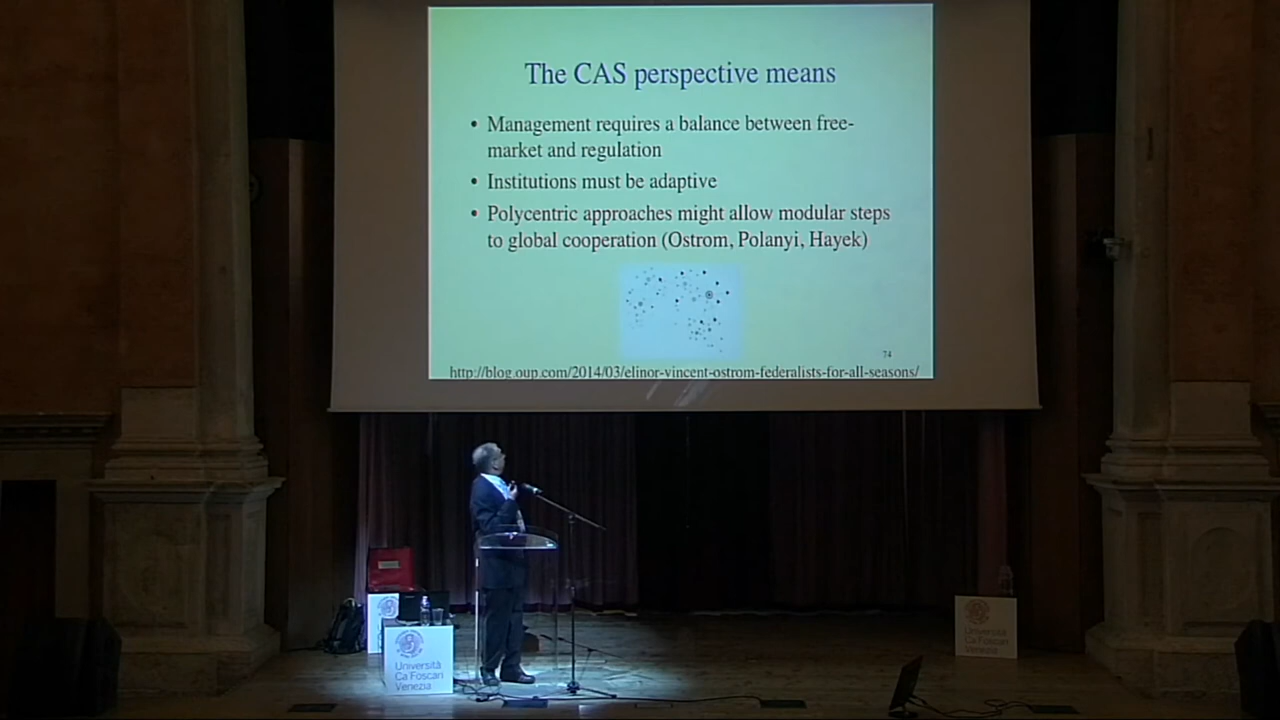 The CAS perspective means
• Management requires a balance between free-
market and regulation
• Institutions must be adaptive
• Polycentric approaches might allow modular steps
to global cooperation (Ostrom, Polanyi, Hayek)
74
http://blog.oup.com/2014/03/elinor-vincent-ostrom-federalists-for-all-seasons/
Università
Ca'Foscari
Venezia
Università
Ca'Foscari
Venezia